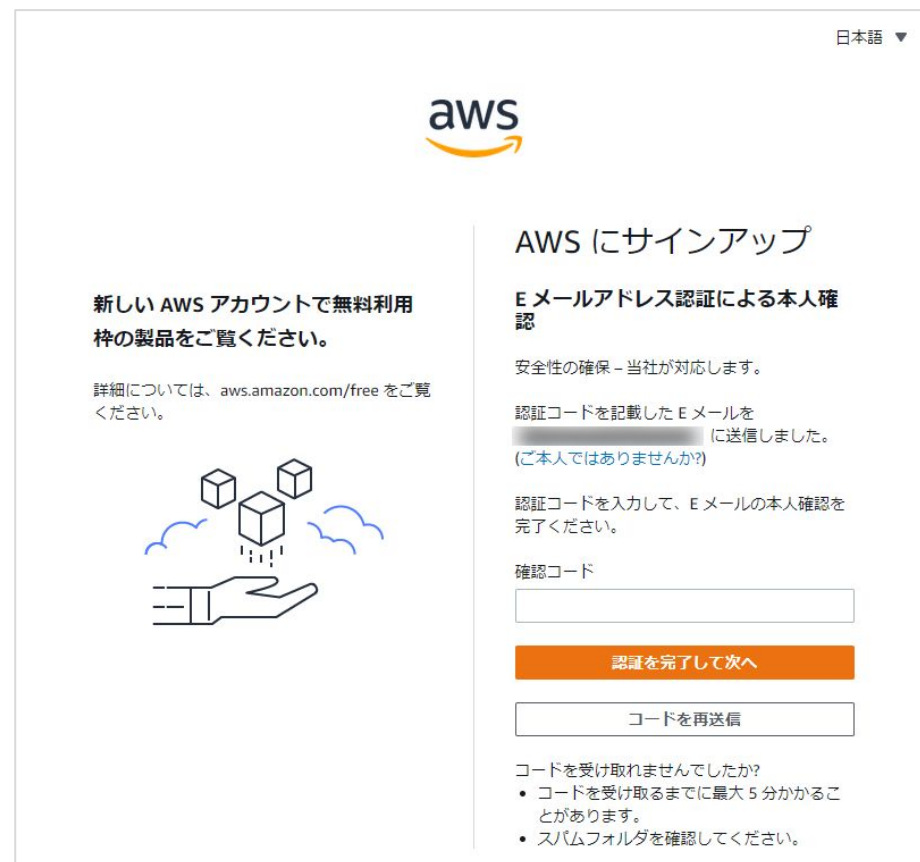 日本語 ▼
aws
新しい AWS アカウントで無料利用
枠の製品をご覧ください。
詳細については、aws.amazon.com/free をご覧
ください。
AWS にサインアップ
E メールアドレス認証による本人確
認
安全性の確保 – 当社が対応します。
認証コードを記載した E メールを
に送信しました。
(ご本人ではありませんか?)
認証コードを入力して、E メールの本人確認を
完了ください。
確認コード
認証を完了して次へ
コードを再送信
コードを受け取れませんでしたか?
• コードを受け取るまでに最大 5 分かかるこ
とがあります。
• スパムフォルダを確認してください。